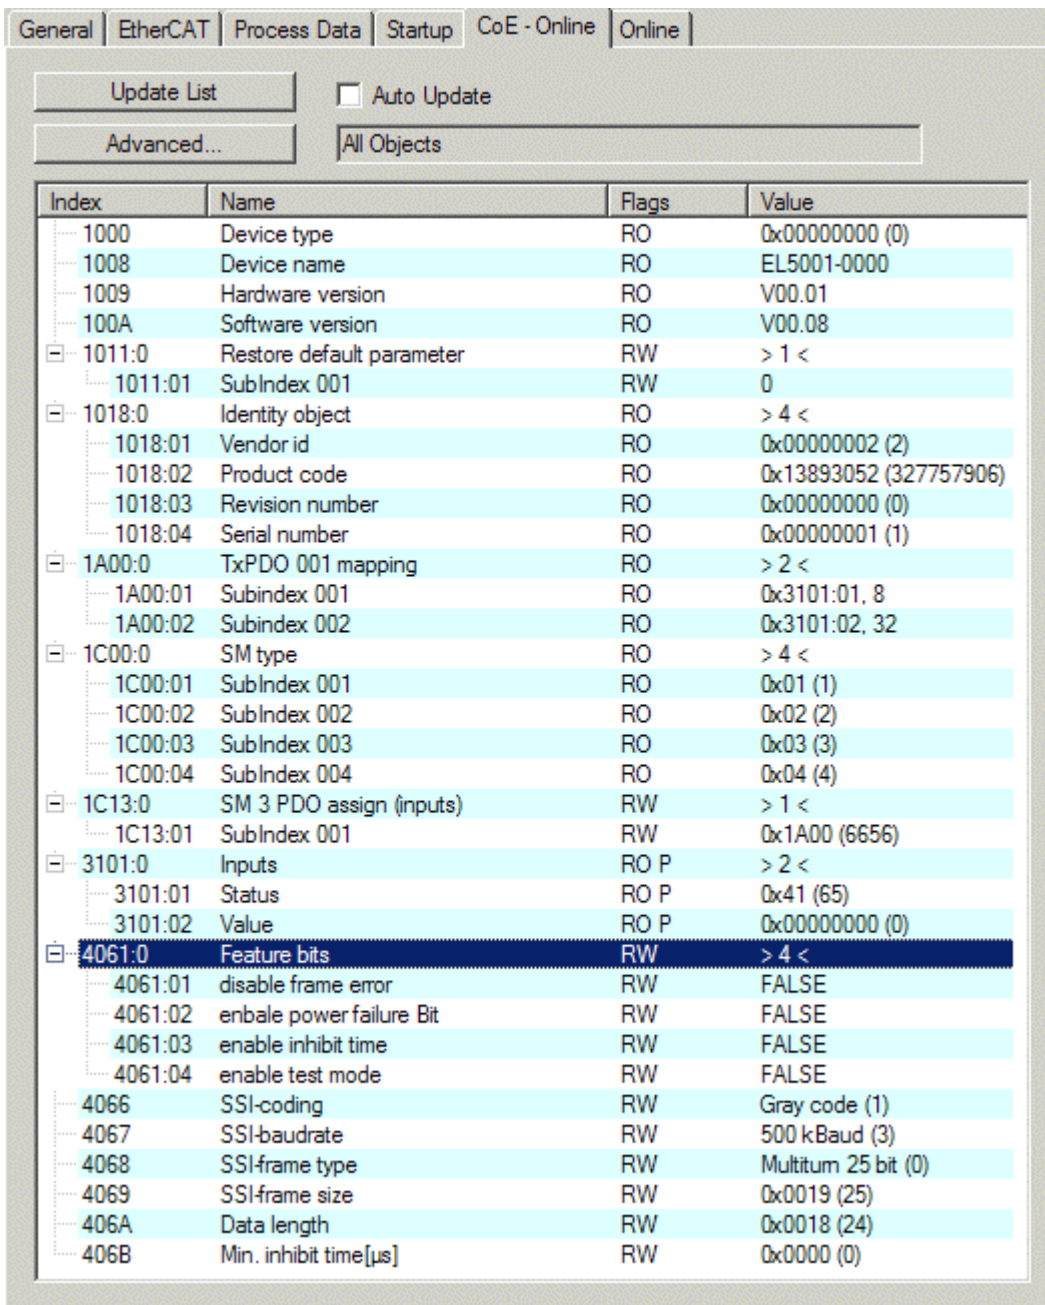 General EtherCAT Process Data Startup CoE - Online Online
Update List Auto Update
Advanced... All Objects
Index Name Flags Value
1000 Device type RO 0x00000000 (0)
1008 Device name RO EL5001-0000
1009 Hardware version RO V00.01
100A Software version RO V00.08
1011:0 Restore default parameter RW > 1 <
1011:01 SubIndex 001 RW 0
1018:0 Identity object RO > 4 <
1018:01 Vendor id RO 0x00000002 (2)
1018:02 Product code RO 0x13893052 (327757906)
1018:03 Revision number RO 0x00000000 (0)
1018:04 Serial number RO 0x00000001 (1)
1A00:0 TxPDO 001 mapping RO > 2 <
1A00:01 Subindex 001 RO 0x3101:01, 8
1A00:02 Subindex 002 RO 0x3101:02, 32
1C00:0 SM type RO > 4 <
1C00:01 SubIndex 001 RO 0x01 (1)
1C00:02 SubIndex 002 RO 0x02 (2)
1C00:03 SubIndex 003 RO 0x03 (3)
1C00:04 SubIndex 004 RO 0x04 (4)
1C13:0 SM 3 PDO assign (inputs) RW > 1 <
1C13:01 SubIndex 001 RW 0x1A00 (6656)
3101:0 Inputs RO P > 2 <
3101:01 Status RO P 0x41 (65)
3101:02 Value RO P 0x00000000 (0)
4061:0 Feature bits RW > 4 <
4061:01 disable frame error RW FALSE
4061:02 enbale power failure Bit RW FALSE
4061:03 enable inhibit time RW FALSE
4061:04 enable test mode RW FALSE
4066 SSI-coding RW Gray code (1)
4067 SSI-baudrate RW 500 kBaud (3)
4068 SSI-frame type RW Multiturn 25 bit (0)
4069 SSI-frame size RW 0x0019 (25)
406A Data length RW 0x0018 (24)
406B Min. inhibit time[µs] RW 0x0000 (0)